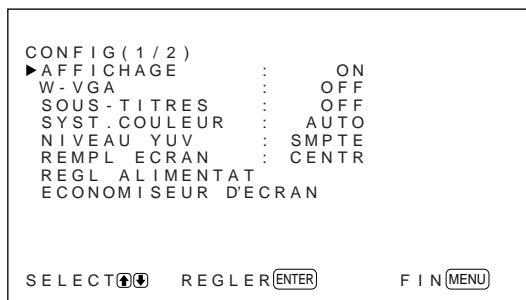 CONFIG(1/2)
▶AFFICHAGE : ON
W-VGA : OFF
SOUS-TITRES : OFF
SYST.COULEUR : AUTO
NIVEAU YUV : SMPTE
REMPL ECRAN : CENTR
REGL ALIMENTAT
ECONOMISEUR D'ECRAN
SELECT⬆⬇ REGLER ENTER FIN MENU